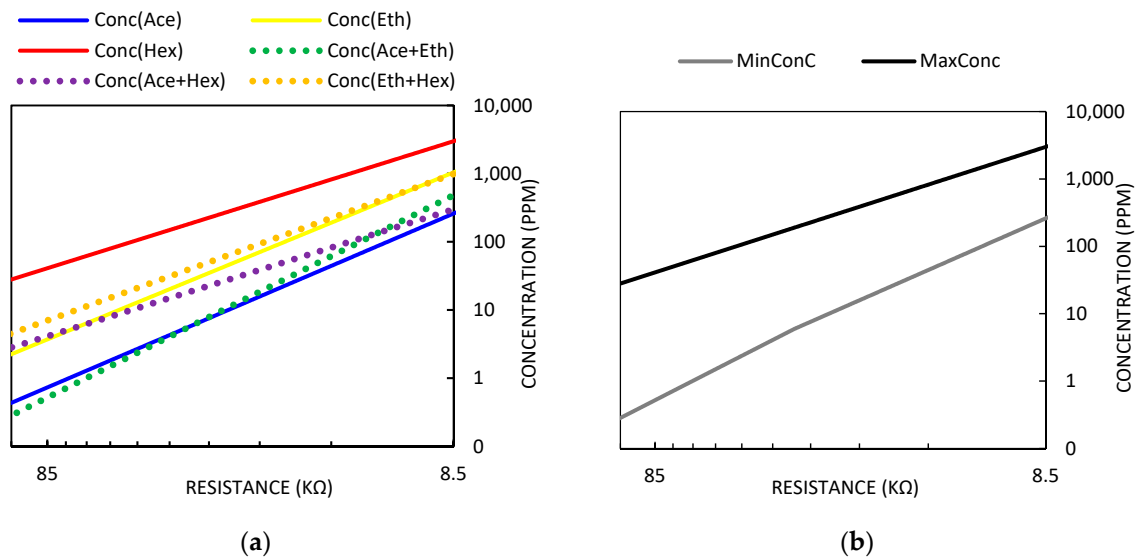 Conc(Ace) Conc(Eth)
Conc(Hex) Conc(Ace+Eth)
Conc(Ace+Hex) Conc(Eth+Hex)
10,000
1,000
100
10
1
0
CONCENTRATION (PPM)
85 8.5
RESISTANCE (KΩ)
(a)
MinConC MaxConc
10,000
1,000
100
10
1
0
CONCENTRATION (PPM)
85 8.5
RESISTANCE (KΩ)
(b)